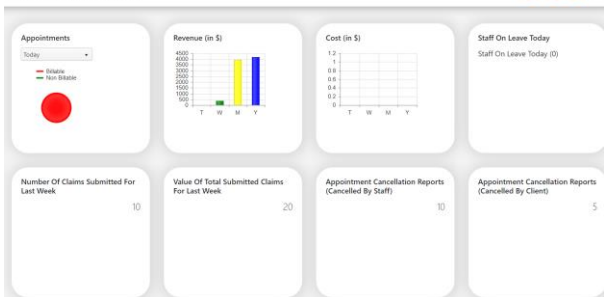 Appointments
Today
Billable
Non Billable
Revenue (in $)
4500
4000
3500
3000
2500
2000
1500
1000
500
0
T W M Y
Cost (in $)
1.2
1
0.8
0.6
0.4
0.2
0
T W M Y
Staff On Leave Today
Staff On Leave Today (0)
Number Of Claims Submitted For
Last Week
10
Value Of Total Submitted Claims
For Last Week
20
Appointment Cancellation Reports
(Cancelled By Staff)
10
Appointment Cancellation Reports
(Cancelled By Client)
5